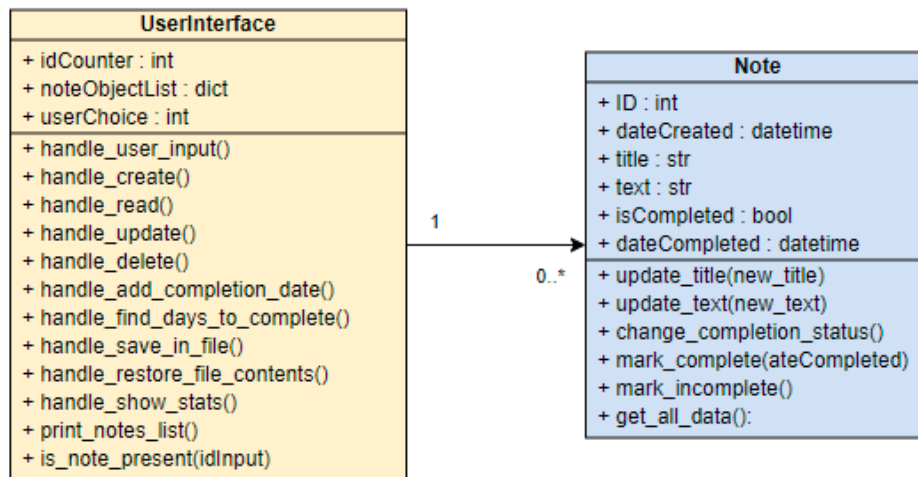 UserInterface
+ idCounter : int
+ noteObjectList : dict
+ userChoice : int
+ handle_user_input()
+ handle_create()
+ handle_read()
+ handle_update()
+ handle_delete()
+ handle_add_completion_date()
+ handle_find_days_to_complete()
+ handle_save_in_file()
+ handle_restore_file_contents()
+ handle_show_stats()
+ print_notes_list()
+ is_note_present(idInput)
1
0..*
Note
+ ID : int
+ dateCreated : datetime
+ title : str
+ text : str
+ isCompleted : bool
+ dateCompleted : datetime
+ update_title(new_title)
+ update_text(new_text)
+ change_completion_status()
+ mark_complete(ateCompleted)
+ mark_incomplete()
+ get_all_data():